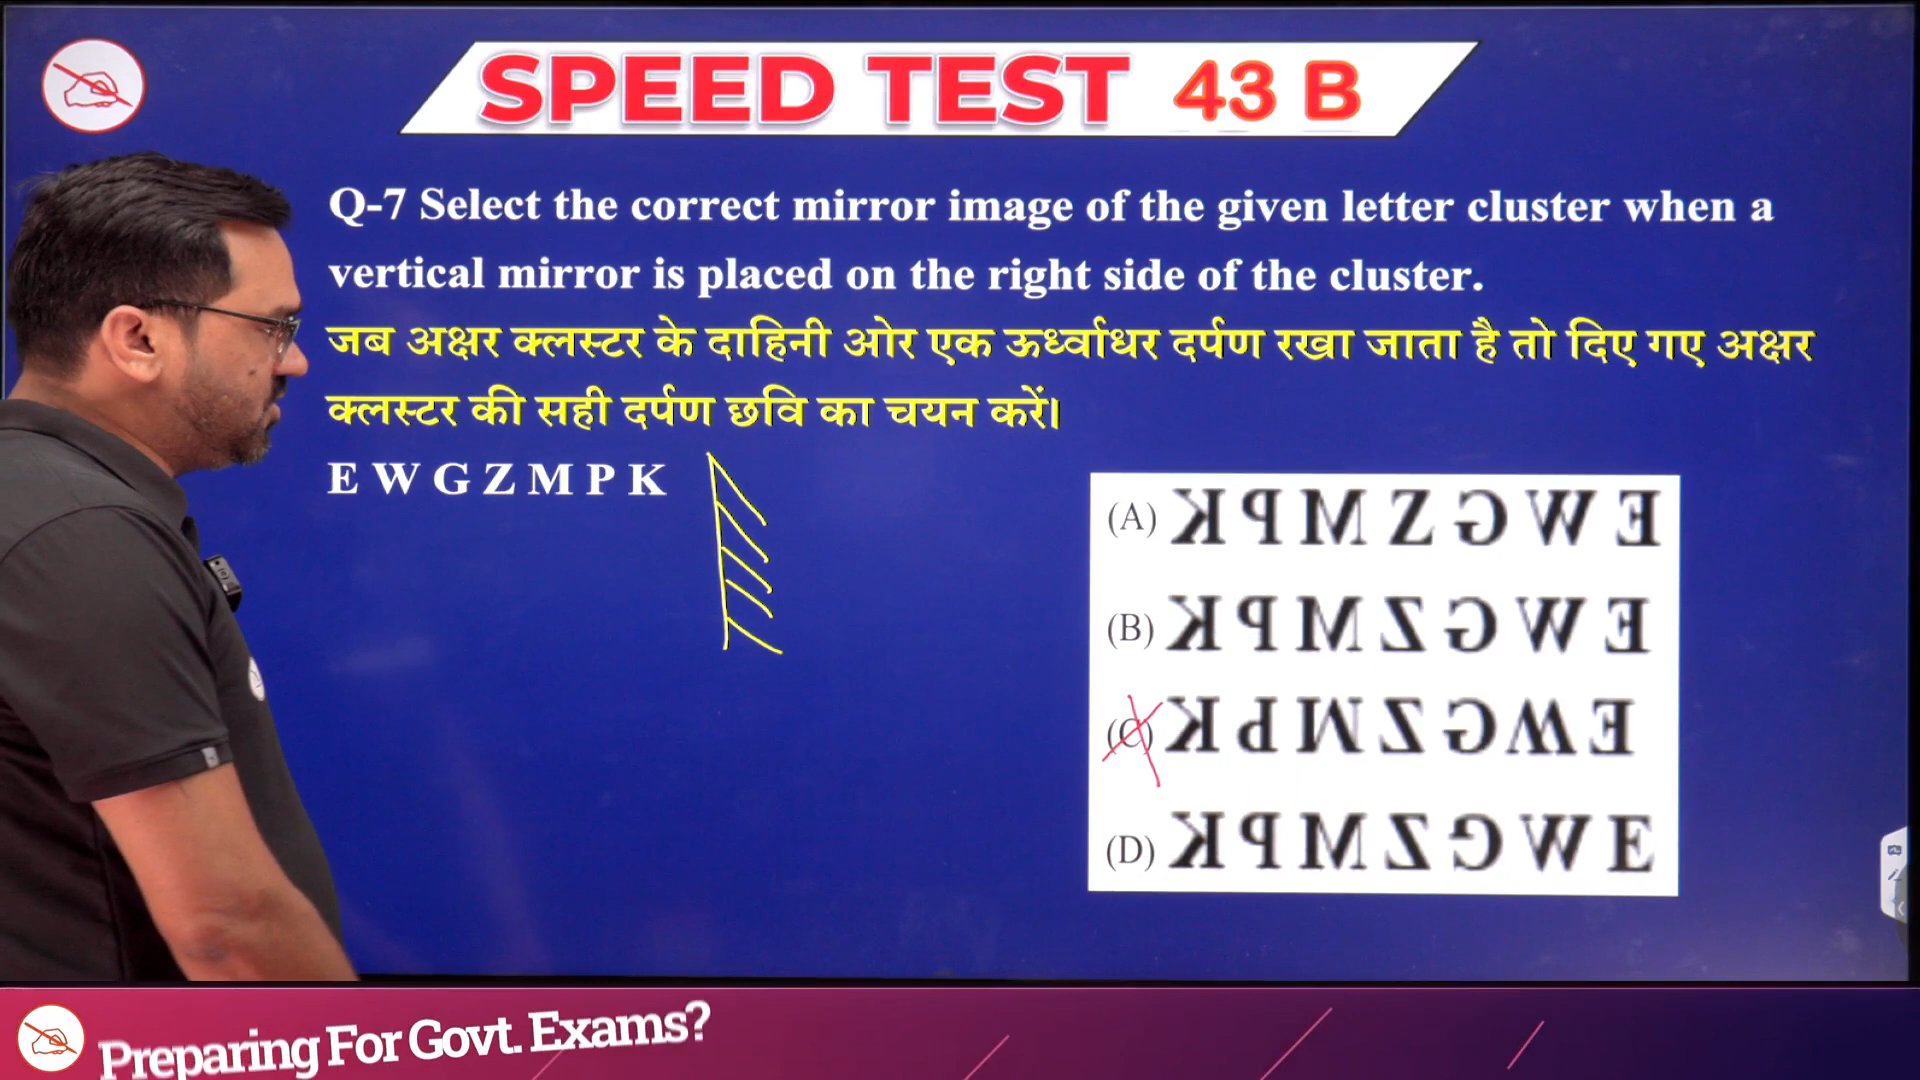 SPEED TEST 43 B
Q-7 Select the correct mirror image of the given letter cluster when a
vertical mirror is placed on the right side of the cluster.
जब अक्षर क्लस्टर के दाहिनी ओर एक ऊर्ध्वाधर दर्पण रखा जाता है तो दिए गए अक्षर
क्लस्टर की सही दर्पण छवि का चयन करें।
E W G Z M P K
(A) K P M Z G W E
(B) K P M Z G W E
(C) K P M Z G W E
(D) K P M Z G W E
Preparing For Govt. Exams?